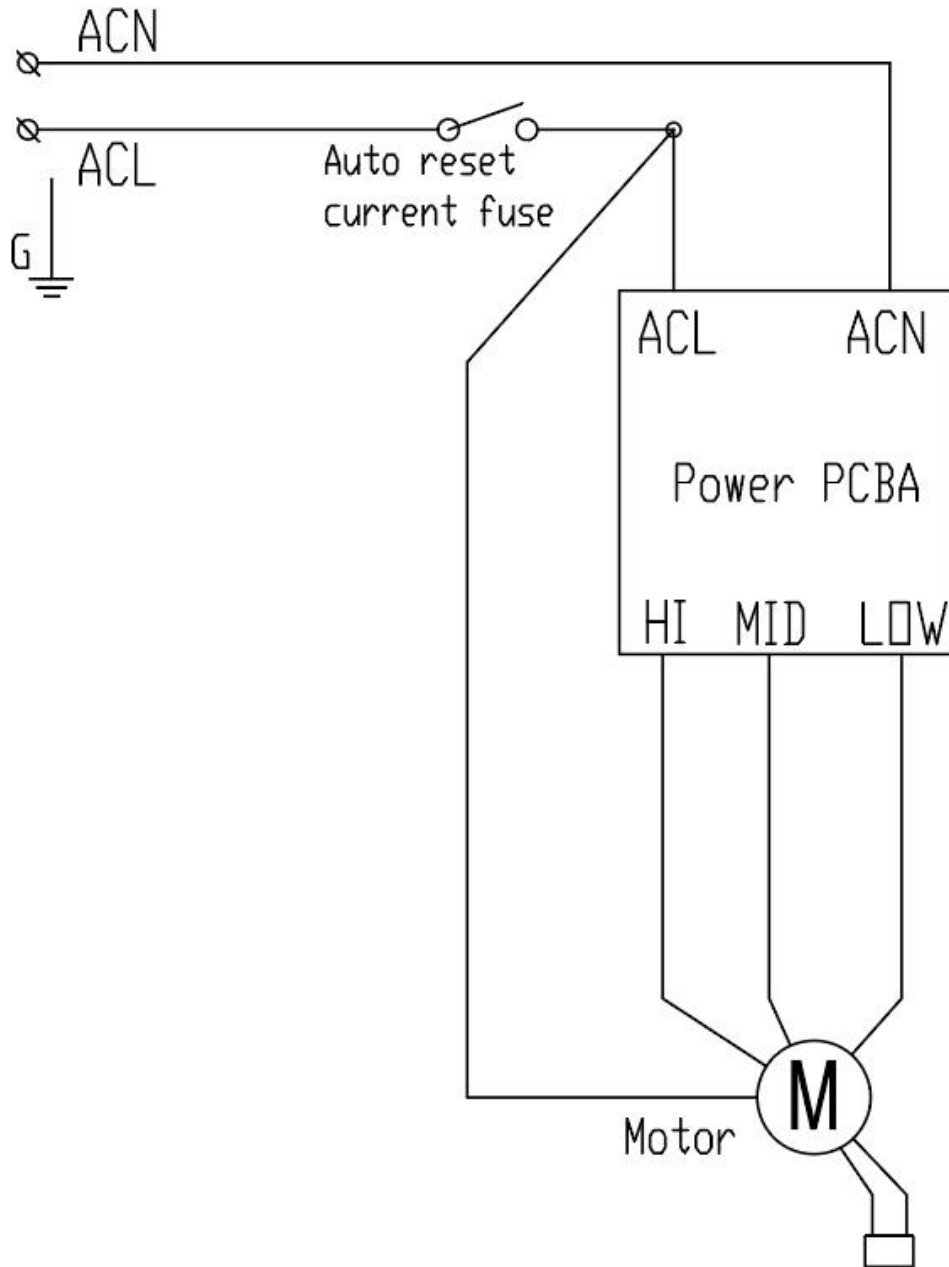 ACN
ACL
Auto reset
current fuse
G
ACL ACN
Power PCBA
HI MID LOW
M
Motor